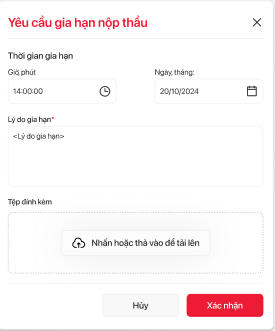 Yêu cầu gia hạn nộp thầu
Thời gian gia hạn
Giờ, phút
Ngày, tháng:
14:00:00
20/10/2024
Lý do gia hạn*
<Lý do gia hạn>
Tệp đính kèm
Nhấn hoặc thả vào để tải lên
Hủy
Xác nhận